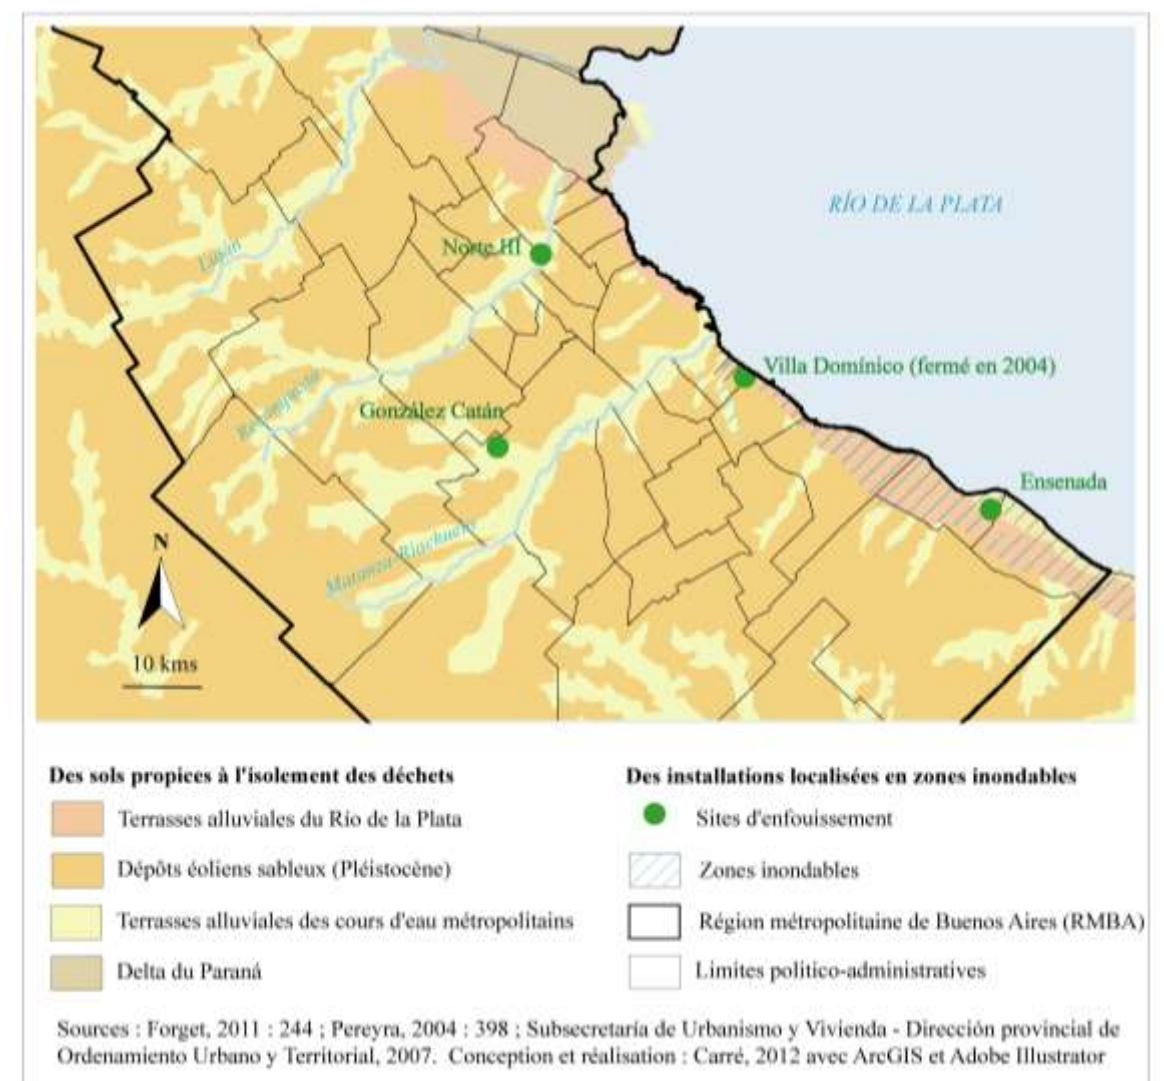 RÍO DE LA PLATA
Luján
Norte III
Villa Domínico (fermé en 2004)
González Catán
Reconquista
Ensenada
Matanza-Riachuelo
N
10 kms
Des sols propices à l'isolement des déchets
Terrasses alluviales du Río de la Plata
Dépôts éoliens sableux (Pléistocène)
Terrasses alluviales des cours d'eau métropolitains
Delta du Paraná
Des installations localisées en zones inondables
Sites d'enfouissement
Zones inondables
Région métropolitaine de Buenos Aires (RMBA)
Limites politico-administratives
Sources : Forget, 2011 : 244 ; Pereyra, 2004 : 398 ; Subsecretaría de Urbanismo y Vivienda - Dirección provincial de
Ordenamiento Urbano y Territorial, 2007. Conception et réalisation : Carré, 2012 avec ArcGIS et Adobe Illustrator